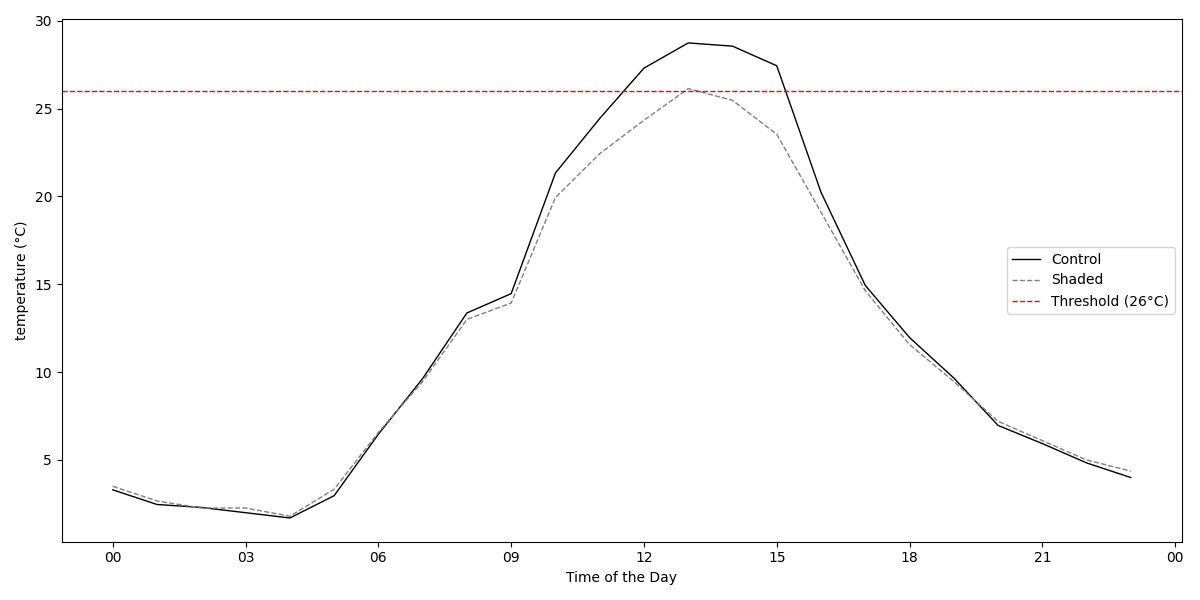 30
25
20
15
10
5
temperature (°C)
Control
Shaded
Threshold (26°C)
00 03 06 09 12 15 18 21 00
Time of the Day